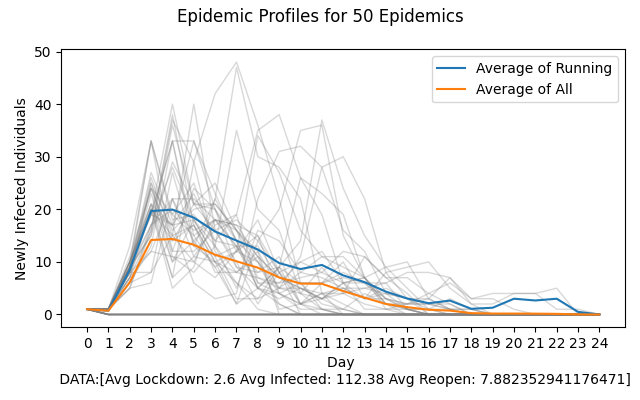 Epidemic Profiles for 50 Epidemics
50
40
30
20
10
0
Newly Infected Individuals
Average of Running
Average of All
0 1 2 3 4 5 6 7 8 9 10 11 12 13 14 15 16 17 18 19 20 21 22 23 24
Day
DATA:[Avg Lockdown: 2.6 Avg Infected: 112.38 Avg Reopen: 7.882352941176471]